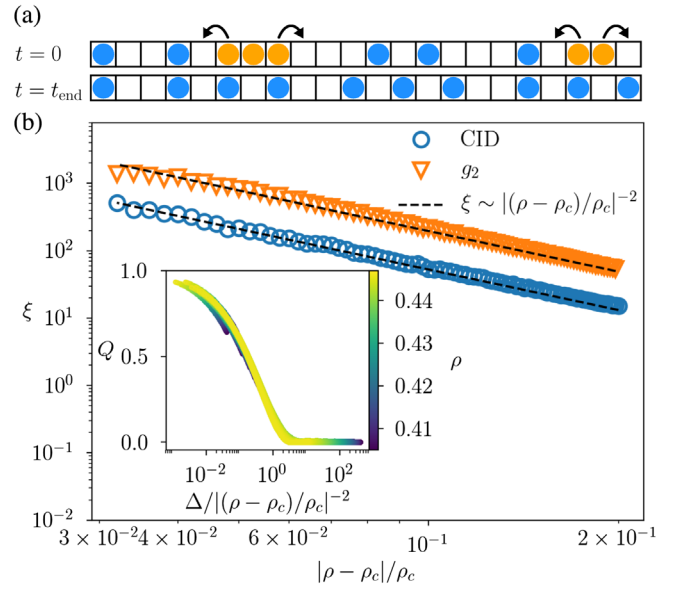 (a)
t = 0
t = t_end
(b)
CID
g₂
ξ ∼ |(ρ − ρ_c)/ρ_c|⁻²
10³
10²
10¹
10⁰
10⁻¹
10⁻²
ξ
1.0
0.5
0.0
Q
10⁻² 10⁰ 10²
Δ/|(ρ − ρ_c)/ρ_c|⁻²
0.44
0.43
0.42
0.41
ρ
3 × 10⁻² 4 × 10⁻² 6 × 10⁻² 10⁻¹ 2 × 10⁻¹
|ρ − ρ_c|/ρ_c